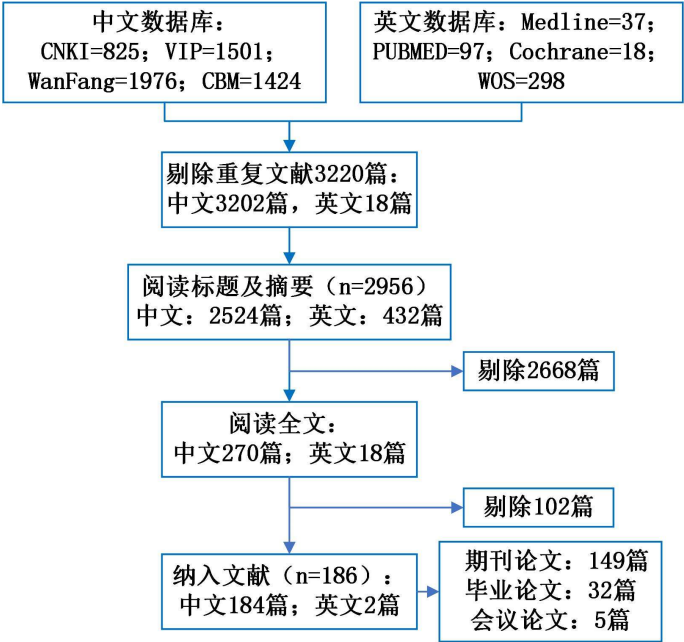 中文数据库：
CNKI=825；VIP=1501；
WanFang=1976；CBM=1424
英文数据库：Medline=37；
PUBMED=97；Cochrane=18；
WOS=298
剔除重复文献3220篇：
中文3202篇，英文18篇
阅读标题及摘要（n=2956）
中文：2524篇；英文：432篇
剔除2668篇
阅读全文：
中文270篇；英文18篇
剔除102篇
纳入文献（n=186）：
中文184篇；英文2篇
期刊论文：149篇
毕业论文：32篇
会议论文：5篇